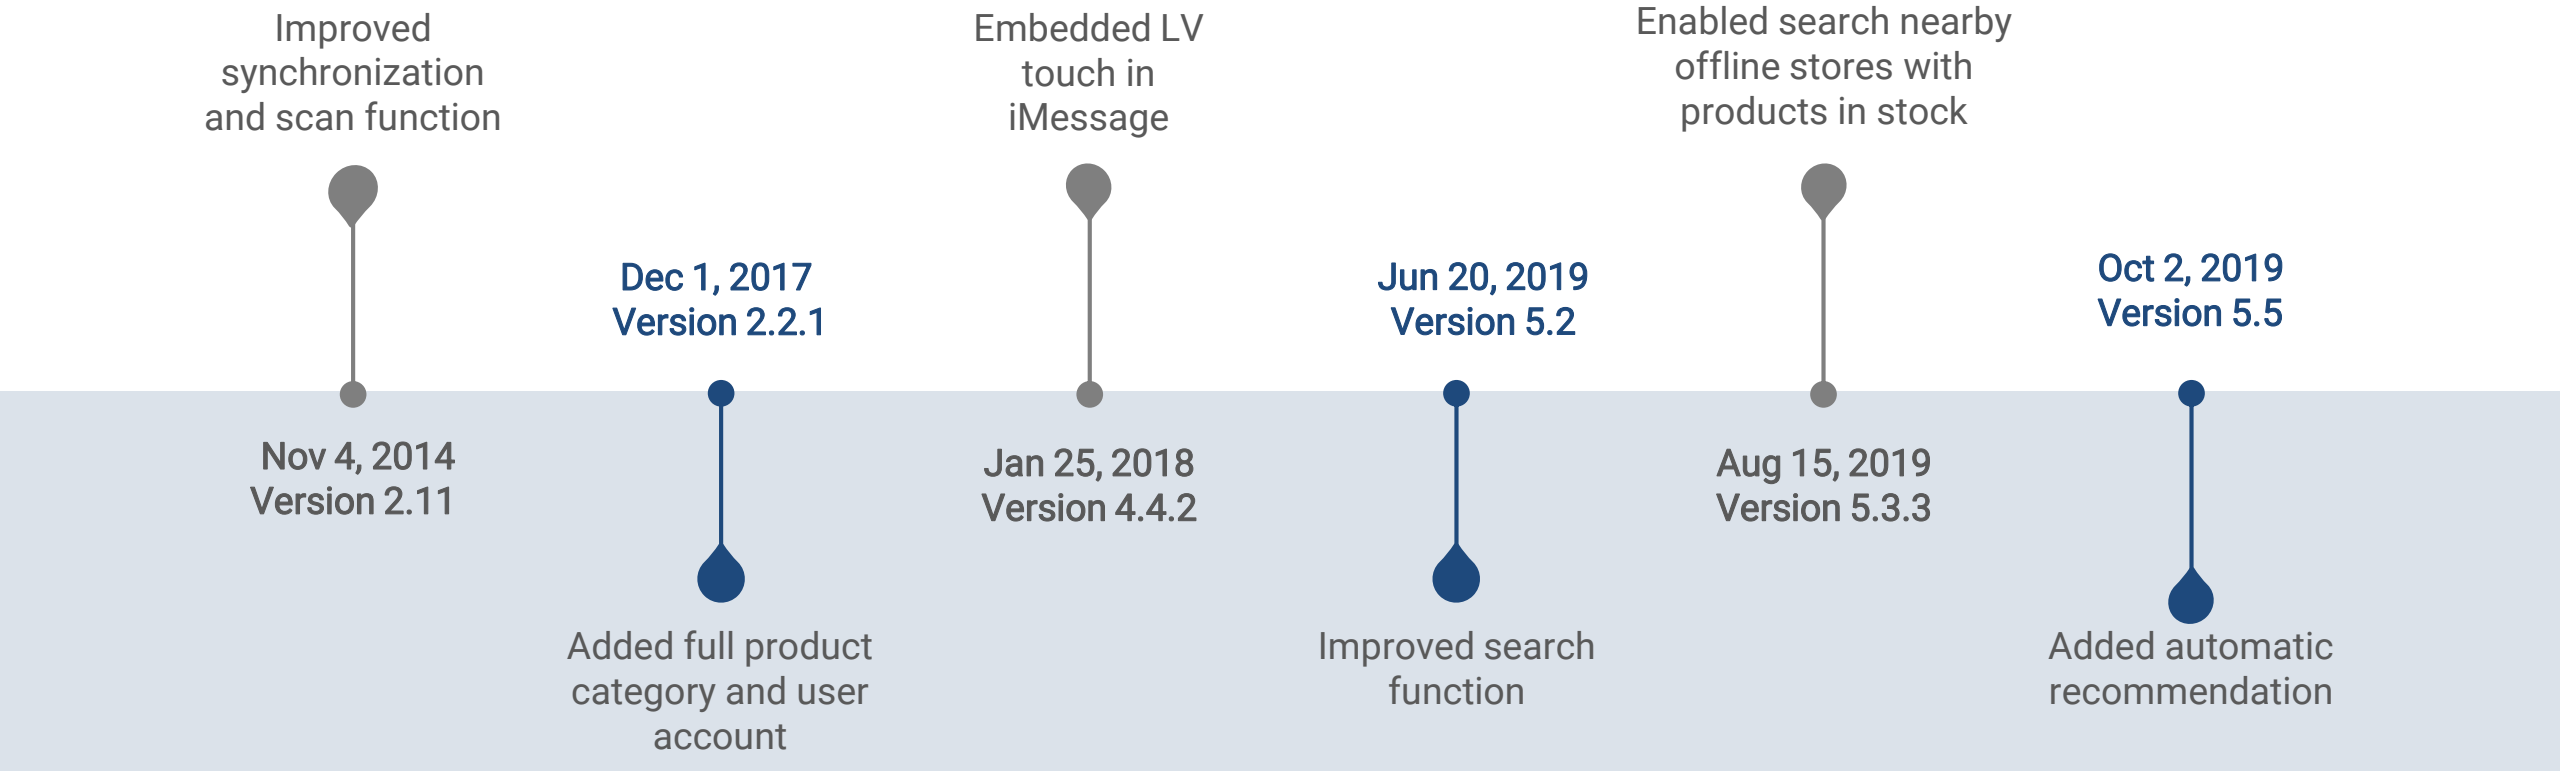 Improved
synchronization
and scan function
Nov 4, 2014
Version 2.11
Dec 1, 2017
Version 2.2.1
Added full product
category and user
account
Embedded LV
touch in
iMessage
Jan 25, 2018
Version 4.4.2
Jun 20, 2019
Version 5.2
Improved search
function
Enabled search nearby
offline stores with
products in stock
Aug 15, 2019
Version 5.3.3
Oct 2, 2019
Version 5.5
Added automatic
recommendation